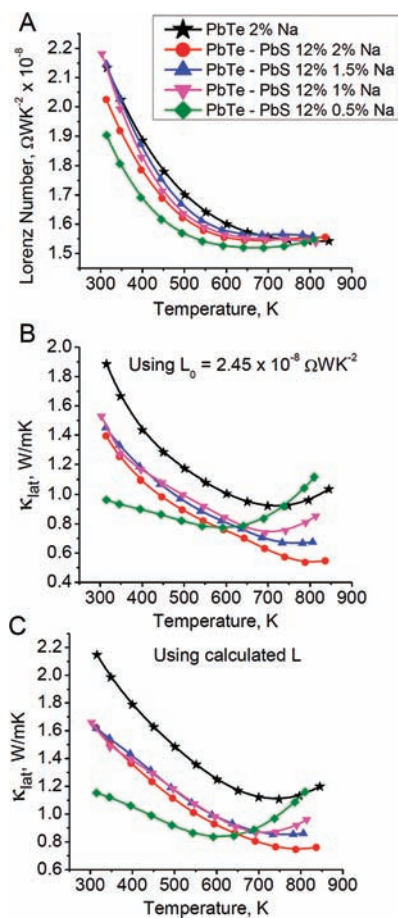 A
PbTe 2% Na
PbTe - PbS 12% 2% Na
PbTe - PbS 12% 1.5% Na
PbTe - PbS 12% 1% Na
PbTe - PbS 12% 0.5% Na
Lorenz Number, ΩWK⁻² x 10⁻⁸
2.2
2.1
2.0
1.9
1.8
1.7
1.6
1.5
300 400 500 600 700 800 900
Temperature, K
B
Using L₀ = 2.45 x 10⁻⁸ ΩWK⁻²
κlat, W/mK
2.0
1.8
1.6
1.4
1.2
1.0
0.8
0.6
0.4
300 400 500 600 700 800 900
Temperature, K
C
Using calculated L
κlat, W/mK
2.2
2.0
1.8
1.6
1.4
1.2
1.0
0.8
0.6
300 400 500 600 700 800 900
Temperature, K